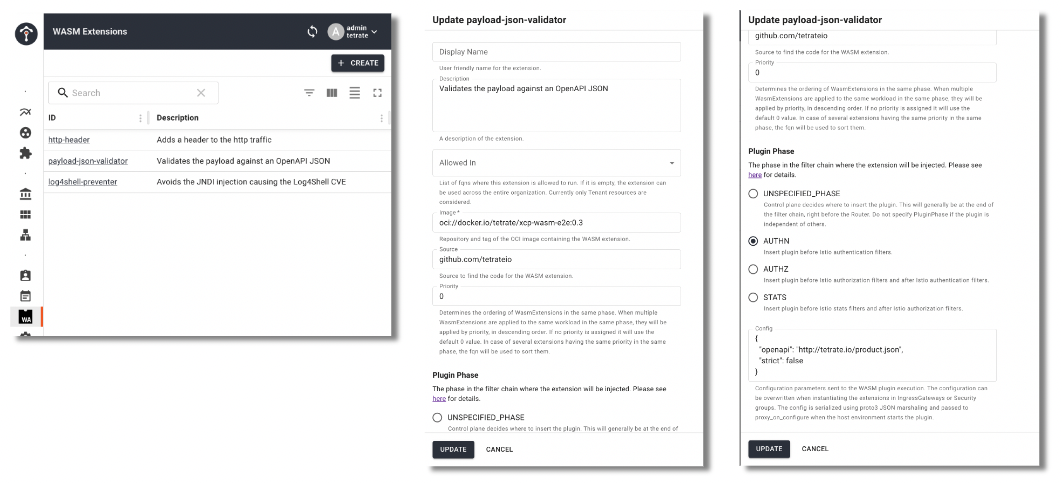 WASM Extensions
A
admin
tetrate
+ CREATE
Search
ID
Description
http-header
Adds a header to the http traffic
payload-json-validator
Validates the payload against an OpenAPI JSON
log4shell-preventer
Avoids the JNDI injection causing the Log4Shell CVE
WA
Update payload-json-validator
Display Name
User friendly name for the extension.
Description
Validates the payload against an OpenAPI JSON
A description of the extension.
Allowed In
List of fqns where this extension is allowed to run. If it is empty, the extension can
be used across the entire organization. Currently only Tenant resources are
considered.
Image *
oci://docker.io/tetrate/xcp-wasm-e2e:0.3
Repository and tag of the OCI image containing the WASM extension.
Source
github.com/tetrateio
Source to find the code for the WASM extension.
Priority
0
Determines the ordering of WasmExtensions in the same phase. When multiple
WasmExtensions are applied to the same workload in the same phase, they will be
applied by priority, in descending order. If no priority is assigned it will use the
default 0 value. In case of several extensions having the same priority in the same
phase, the fqn will be used to sort them.
Plugin Phase
The phase in the filter chain where the extension will be injected. Please see
here for details.
UNSPECIFIED_PHASE
Control plane decides where to insert the plugin. This will generally be at the end of
UPDATE
CANCEL
Update payload-json-validator
github.com/tetrateio
Source to find the code for the WASM extension.
Priority
0
Determines the ordering of WasmExtensions in the same phase. When multiple
WasmExtensions are applied to the same workload in the same phase, they will be
applied by priority, in descending order. If no priority is assigned it will use the
default 0 value. In case of several extensions having the same priority in the same
phase, the fqn will be used to sort them.
Plugin Phase
The phase in the filter chain where the extension will be injected. Please see
here for details.
UNSPECIFIED_PHASE
Control plane decides where to insert the plugin. This will generally be at the end of
the filter chain, right before the Router. Do not specify PluginPhase if the plugin is
independent of others.
AUTHN
Insert plugin before Istio authentication filters.
AUTHZ
Insert plugin before Istio authorization filters and after Istio authentication filters.
STATS
Insert plugin before Istio stats filters and after Istio authorization filters.
Config
{
"openapi": "http://tetrate.io/product.json",
"strict": false
}
Configuration parameters sent to the WASM plugin execution. The configuration can
be overwritten when instantiating the extensions in IngressGateways or Security
groups. The config is serialized using proto3 JSON marshaling and passed to
proxy_on_configure when the host environment starts the plugin.
UPDATE
CANCEL